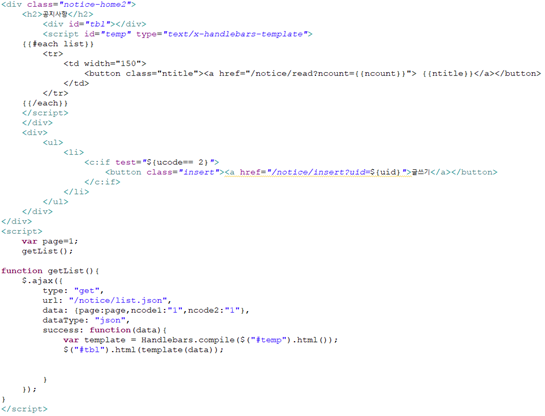 <div class="notice-home2">
<h2>공지사항</h2>
<div id="tbl"></div>
<script id="temp" type="text/x-handlebars-template">
{{#each list}}
<tr>
<td width="150">
<button class="ntitle"><a href="/notice/read?ncount={{ncount}}"> {{ntitle}}</a></button>
</td>
</tr>
{{/each}}
</script>
</div>
<div>
<ul>
<li>
<c:if test="${ucode== 2}">
<button class="insert"><a href="/notice/insert?uid=${uid}">글쓰기</a></button>
</c:if>
</li>
</ul>
</div>
</div>
<script>
var page=1;
getList();
function getList(){
$.ajax({
type: "get",
url: "/notice/list.json",
data: {page:page,ncode1:"1",ncode2:"1"},
dataType: "json",
success: function(data){
var template = Handlebars.compile($("#temp").html());
$("#tbl").html(template(data));
}
});
}
</script>